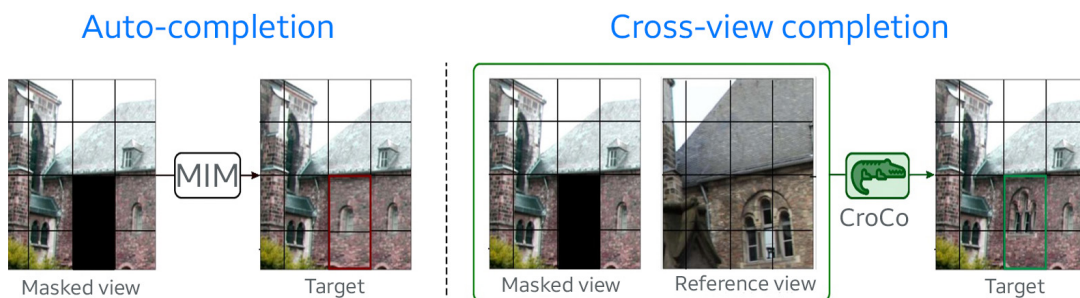 Auto-completion
Cross-view completion
MIM
CroCo
Masked view
Target
Masked view
Reference view
Target